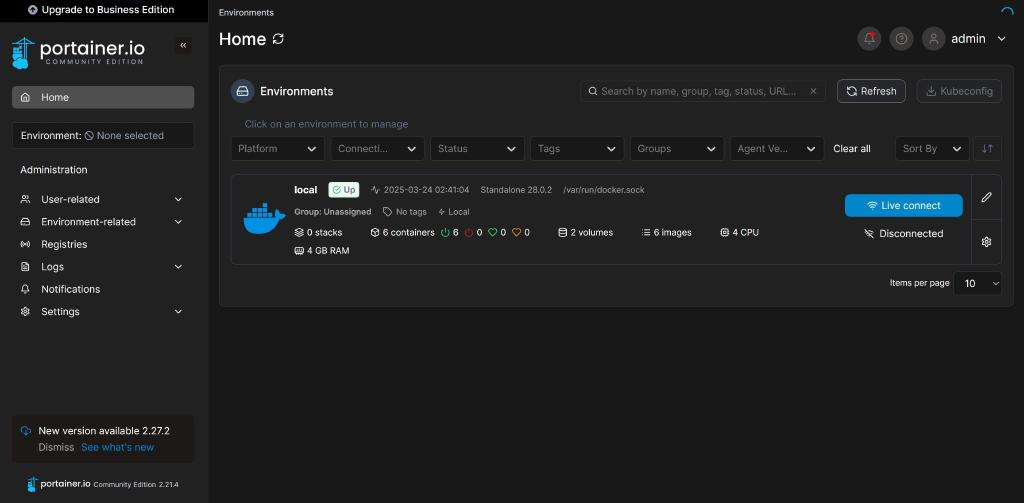 Upgrade to Business Edition
portainer.io
COMMUNITY EDITION
Home
Environment: None selected
Administration
User-related
Environment-related
Registries
Logs
Notifications
Settings
New version available 2.27.2
Dismiss See what's new
portainer.io Community Edition 2.21.4
Environments
Home
admin
Environments
Search by name, group, tag, status, URL...
Refresh
Kubeconfig
Click on an environment to manage
Platform
Connecti...
Status
Tags
Groups
Agent Ve...
Clear all
Sort By
local Up 2025-03-24 02:41:04 Standalone 28.0.2 /var/run/docker.sock
Group: Unassigned No tags Local
0 stacks 6 containers 6 0 0 0 2 volumes 6 images 4 CPU
4 GB RAM
Live connect
Disconnected
Items per page 10